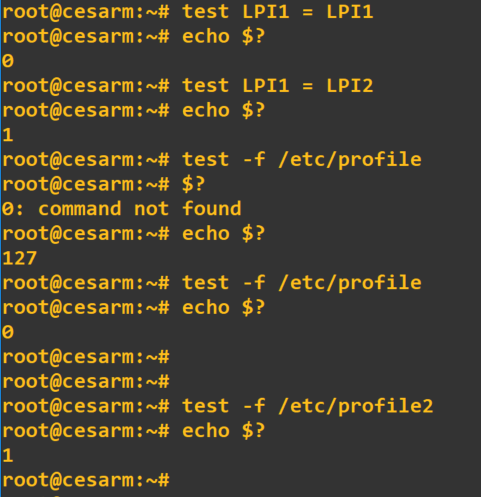 root@cesarm:~# test LPI1 = LPI1
root@cesarm:~# echo $?
0
root@cesarm:~# test LPI1 = LPI2
root@cesarm:~# echo $?
1
root@cesarm:~# test -f /etc/profile
root@cesarm:~# $?
0: command not found
root@cesarm:~# echo $?
127
root@cesarm:~# test -f /etc/profile
root@cesarm:~# echo $?
0
root@cesarm:~#
root@cesarm:~#
root@cesarm:~# test -f /etc/profile2
root@cesarm:~# echo $?
1
root@cesarm:~#